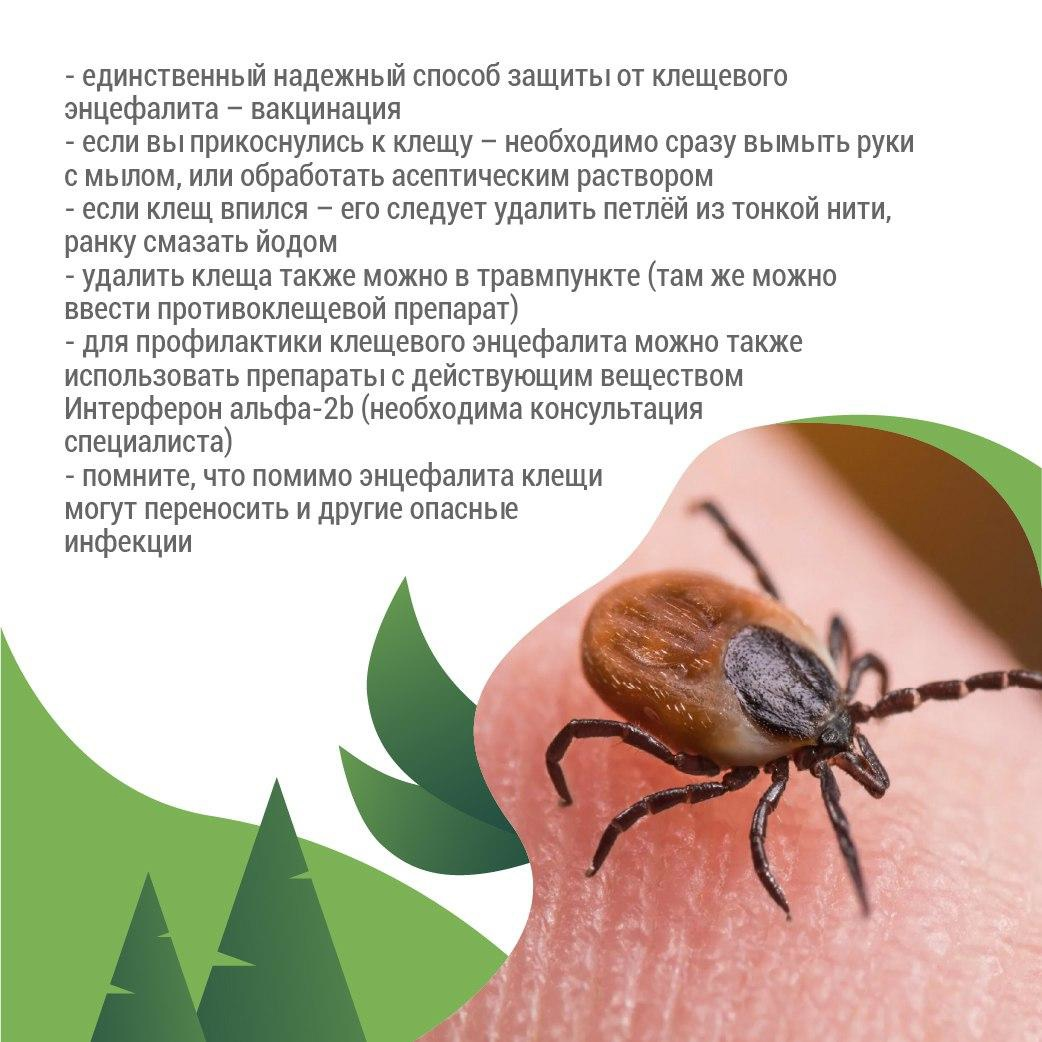 - единственный надежный способ защиты от клещевого
энцефалита – вакцинация
- если вы прикоснулись к клещу – необходимо сразу вымыть руки
с мылом, или обработать асептическим раствором
- если клещ впился – его следует удалить петлёй из тонкой нити,
ранку смазать йодом
- удалить клеща также можно в травмпункте (там же можно
ввести противоклещевой препарат)
- для профилактики клещевого энцефалита можно также
использовать препараты с действующим веществом
Интерферон альфа-2b (необходима консультация
специалиста)
- помните, что помимо энцефалита клещи
могут переносить и другие опасные
инфекции